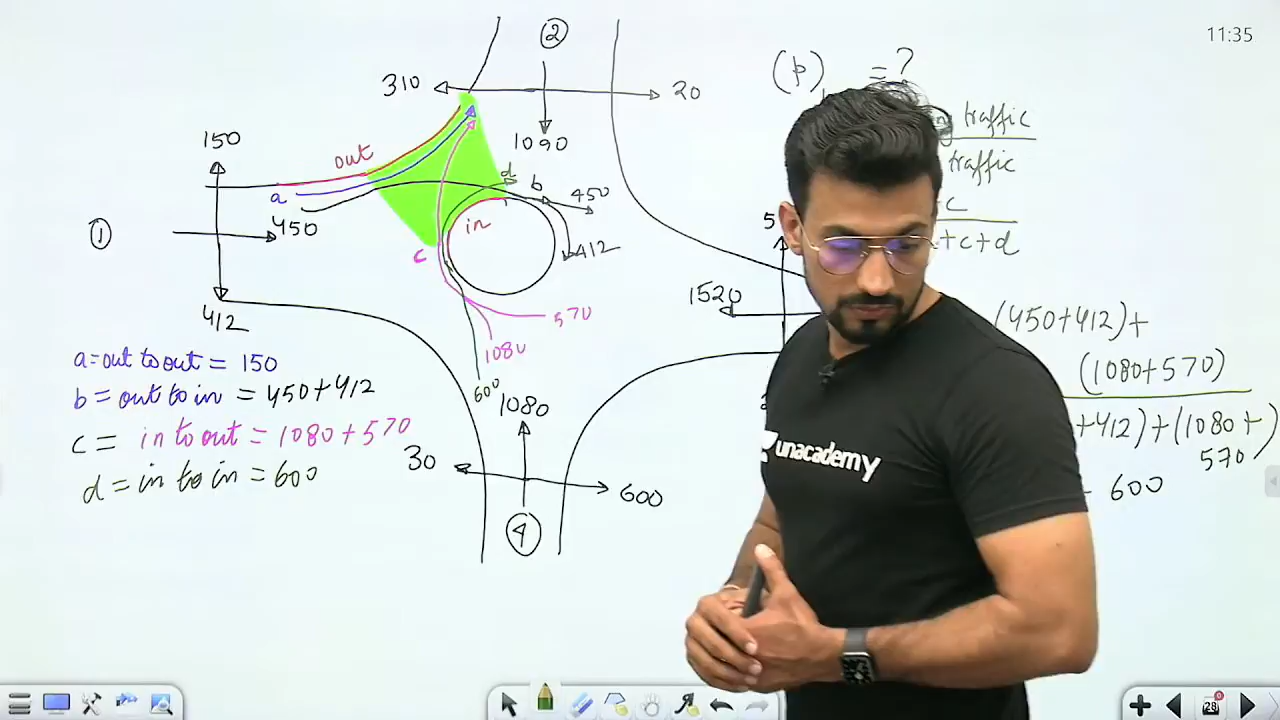 11:35
②
310
20
1090
(p) = ?
traffic
traffic
c
+c+d
150
out
a
450
①
412
d
b
450
in
412
c
570
1080
600
1520
5
a=out to out = 150
b = out to in = 450+412
c = in to out = 1080+570
d = in to in = 600
1080
30
600
④
(450+412)+
(1080+570)
+412)+(1080+
570)
600
unacademy
28